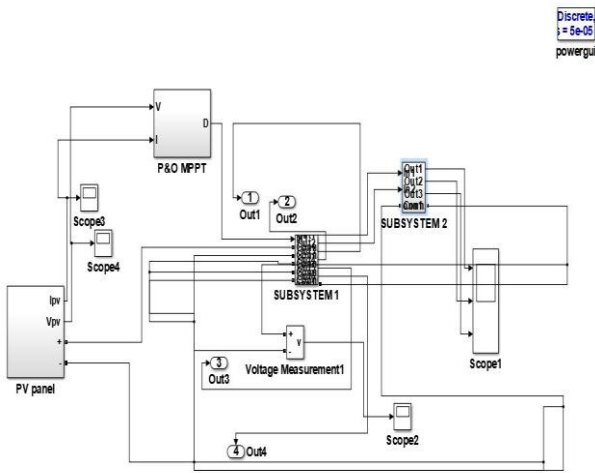 Discrete,
s = 5e-05
powergui
V
I
D
P&O MPPT
Scope3
Scope4
1
Out1
2
Out2
Out1
Out2
Out3
Conn1
SUBSYSTEM 2
SUBSYSTEM 1
Scope1
Ipv
Vpv
+
-
PV panel
+
-
v
Voltage Measurement1
3
Out3
Scope2
4
Out4